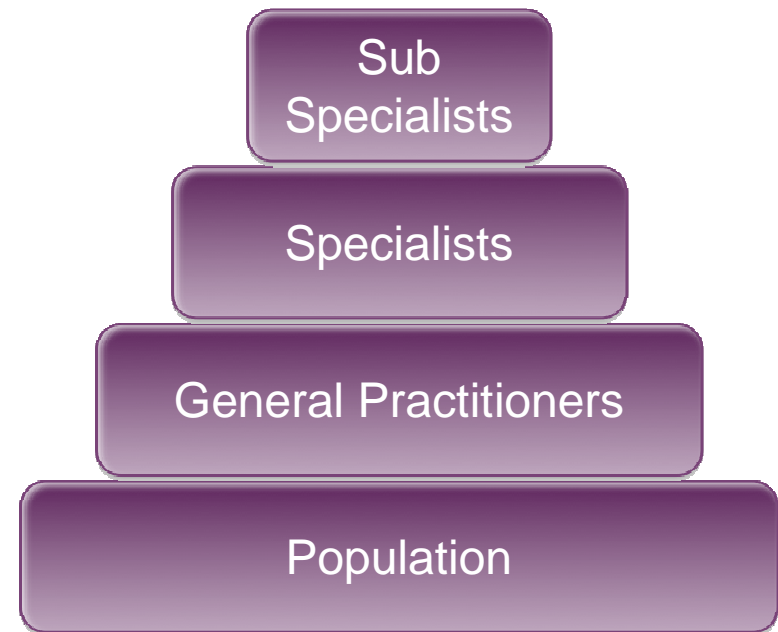 Sub
Specialists
Specialists
General Practitioners
Population